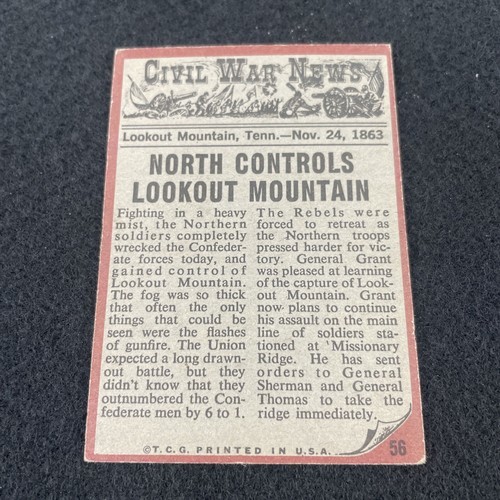 CIVIL WAR NEWS
Lookout Mountain, Tenn.—Nov. 24, 1863
NORTH CONTROLS
LOOKOUT MOUNTAIN
Fighting in a heavy
mist, the Northern
soldiers completely
wrecked the Confeder-
ate forces today, and
gained control of
Lookout Mountain.
The fog was so thick
that often the only
things that could be
seen were the flashes
of gunfire. The Union
expected a long drawn-
out battle, but they
didn't know that they
outnumbered the Con-
federate men by 6 to 1.
The Rebels were
forced to retreat as
the Northern troops
pressed harder for vic-
tory. General Grant
was pleased at learning
of the capture of Look-
out Mountain. Grant
now plans to continue
his assault on the main
line of soldiers sta-
tioned at Missionary
Ridge. He has sent
orders to General
Sherman and General
Thomas to take the
ridge immediately.
©T.C.G. PRINTED IN U.S.A.
56